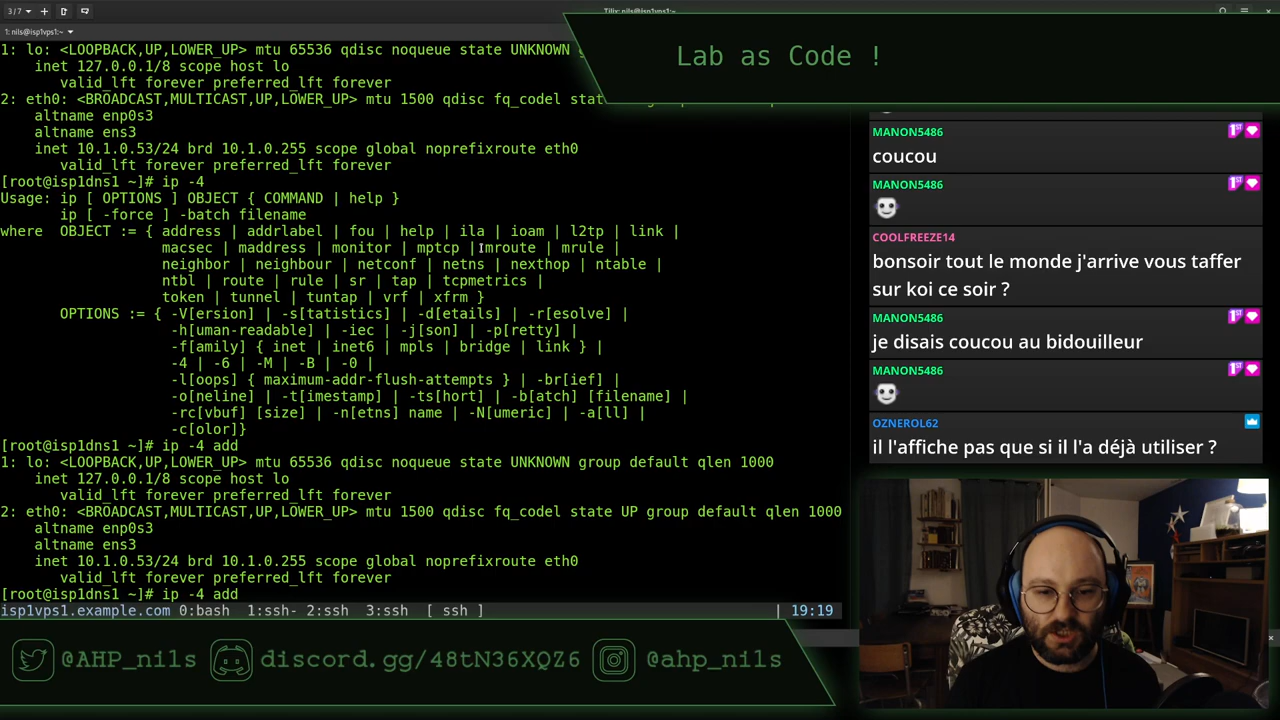 3/7
Tilix: nils@isp1vps1:~
1: nils@isp1vps1:~
1: lo: <LOOPBACK,UP,LOWER_UP> mtu 65536 qdisc noqueue state UNKNOWN
inet 127.0.0.1/8 scope host lo
valid_lft forever preferred_lft forever
2: eth0: <BROADCAST,MULTICAST,UP,LOWER_UP> mtu 1500 qdisc fq_codel
altname enp0s3
altname ens3
inet 10.1.0.53/24 brd 10.1.0.255 scope global noprefixroute eth0
valid_lft forever preferred_lft forever
[root@isp1dns1 ~]# ip -4
Usage: ip [ OPTIONS ] OBJECT { COMMAND | help }
ip [ -force ] -batch filename
where  OBJECT := { address | addrlabel | fou | help | ila | ioam | l2tp | link |
macsec | maddress | monitor | mptcp | mroute | mrule |
neighbor | neighbour | netconf | netns | nexthop | ntable |
ntbl | route | rule | sr | tap | tcpmetrics |
token | tunnel | tuntap | vrf | xfrm }
OPTIONS := { -V[ersion] | -s[tatistics] | -d[etails] | -r[esolve] |
-h[uman-readable] | -iec | -j[son] | -p[retty] |
-f[amily] { inet | inet6 | mpls | bridge | link } |
-4 | -6 | -M | -B | -0 |
-l[oops] { maximum-addr-flush-attempts } | -br[ief] |
-o[neline] | -t[imestamp] | -ts[hort] | -b[atch] [filename] |
-rc[vbuf] [size] | -n[etns] name | -N[umeric] | -a[ll] |
-c[olor]}
[root@isp1dns1 ~]# ip -4 add
1: lo: <LOOPBACK,UP,LOWER_UP> mtu 65536 qdisc noqueue state UNKNOWN group default qlen 1000
inet 127.0.0.1/8 scope host lo
valid_lft forever preferred_lft forever
2: eth0: <BROADCAST,MULTICAST,UP,LOWER_UP> mtu 1500 qdisc fq_codel state UP group default qlen 1000
altname enp0s3
altname ens3
inet 10.1.0.53/24 brd 10.1.0.255 scope global noprefixroute eth0
valid_lft forever preferred_lft forever
[root@isp1dns1 ~]# ip -4 add
isp1vps1.example.com 0:bash  1:ssh- 2:ssh  3:ssh  [ ssh ] | 19:19
Lab as Code !
MANON5486
coucou
MANON5486
COOLFREEZE14
bonsoir tout le monde j'arrive vous taffer
sur koi ce soir ?
MANON5486
je disais coucou au bidouilleur
MANON5486
OZNEROL62
il l'affiche pas que si il l'a déjà utiliser ?
@AHP_nils discord.gg/48tN36XQZ6 @ahp_nils